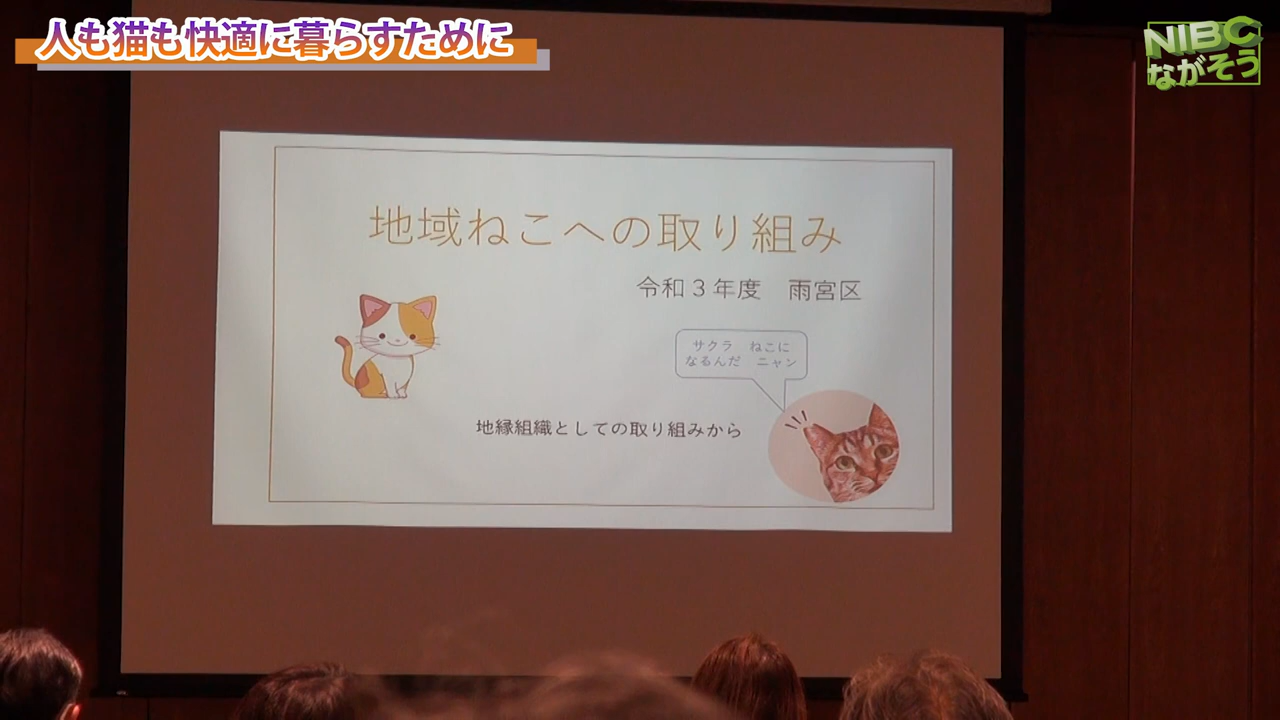 人も猫も快適に暮らすために
NIBC
ながそう
地域ねこへの取り組み
令和3年度 雨宮区
サクラ ねこに
なるんだ ニャン
地縁組織としての取り組みから